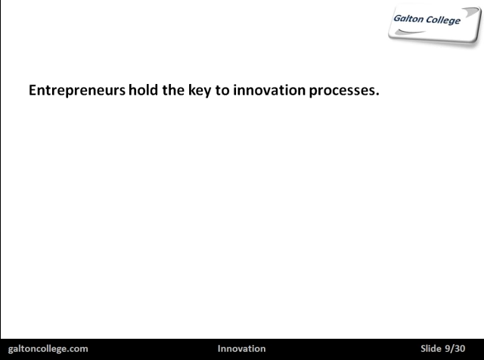 Galton College
Entrepreneurs hold the key to innovation processes.
galtoncollege.com Innovation Slide 9/30